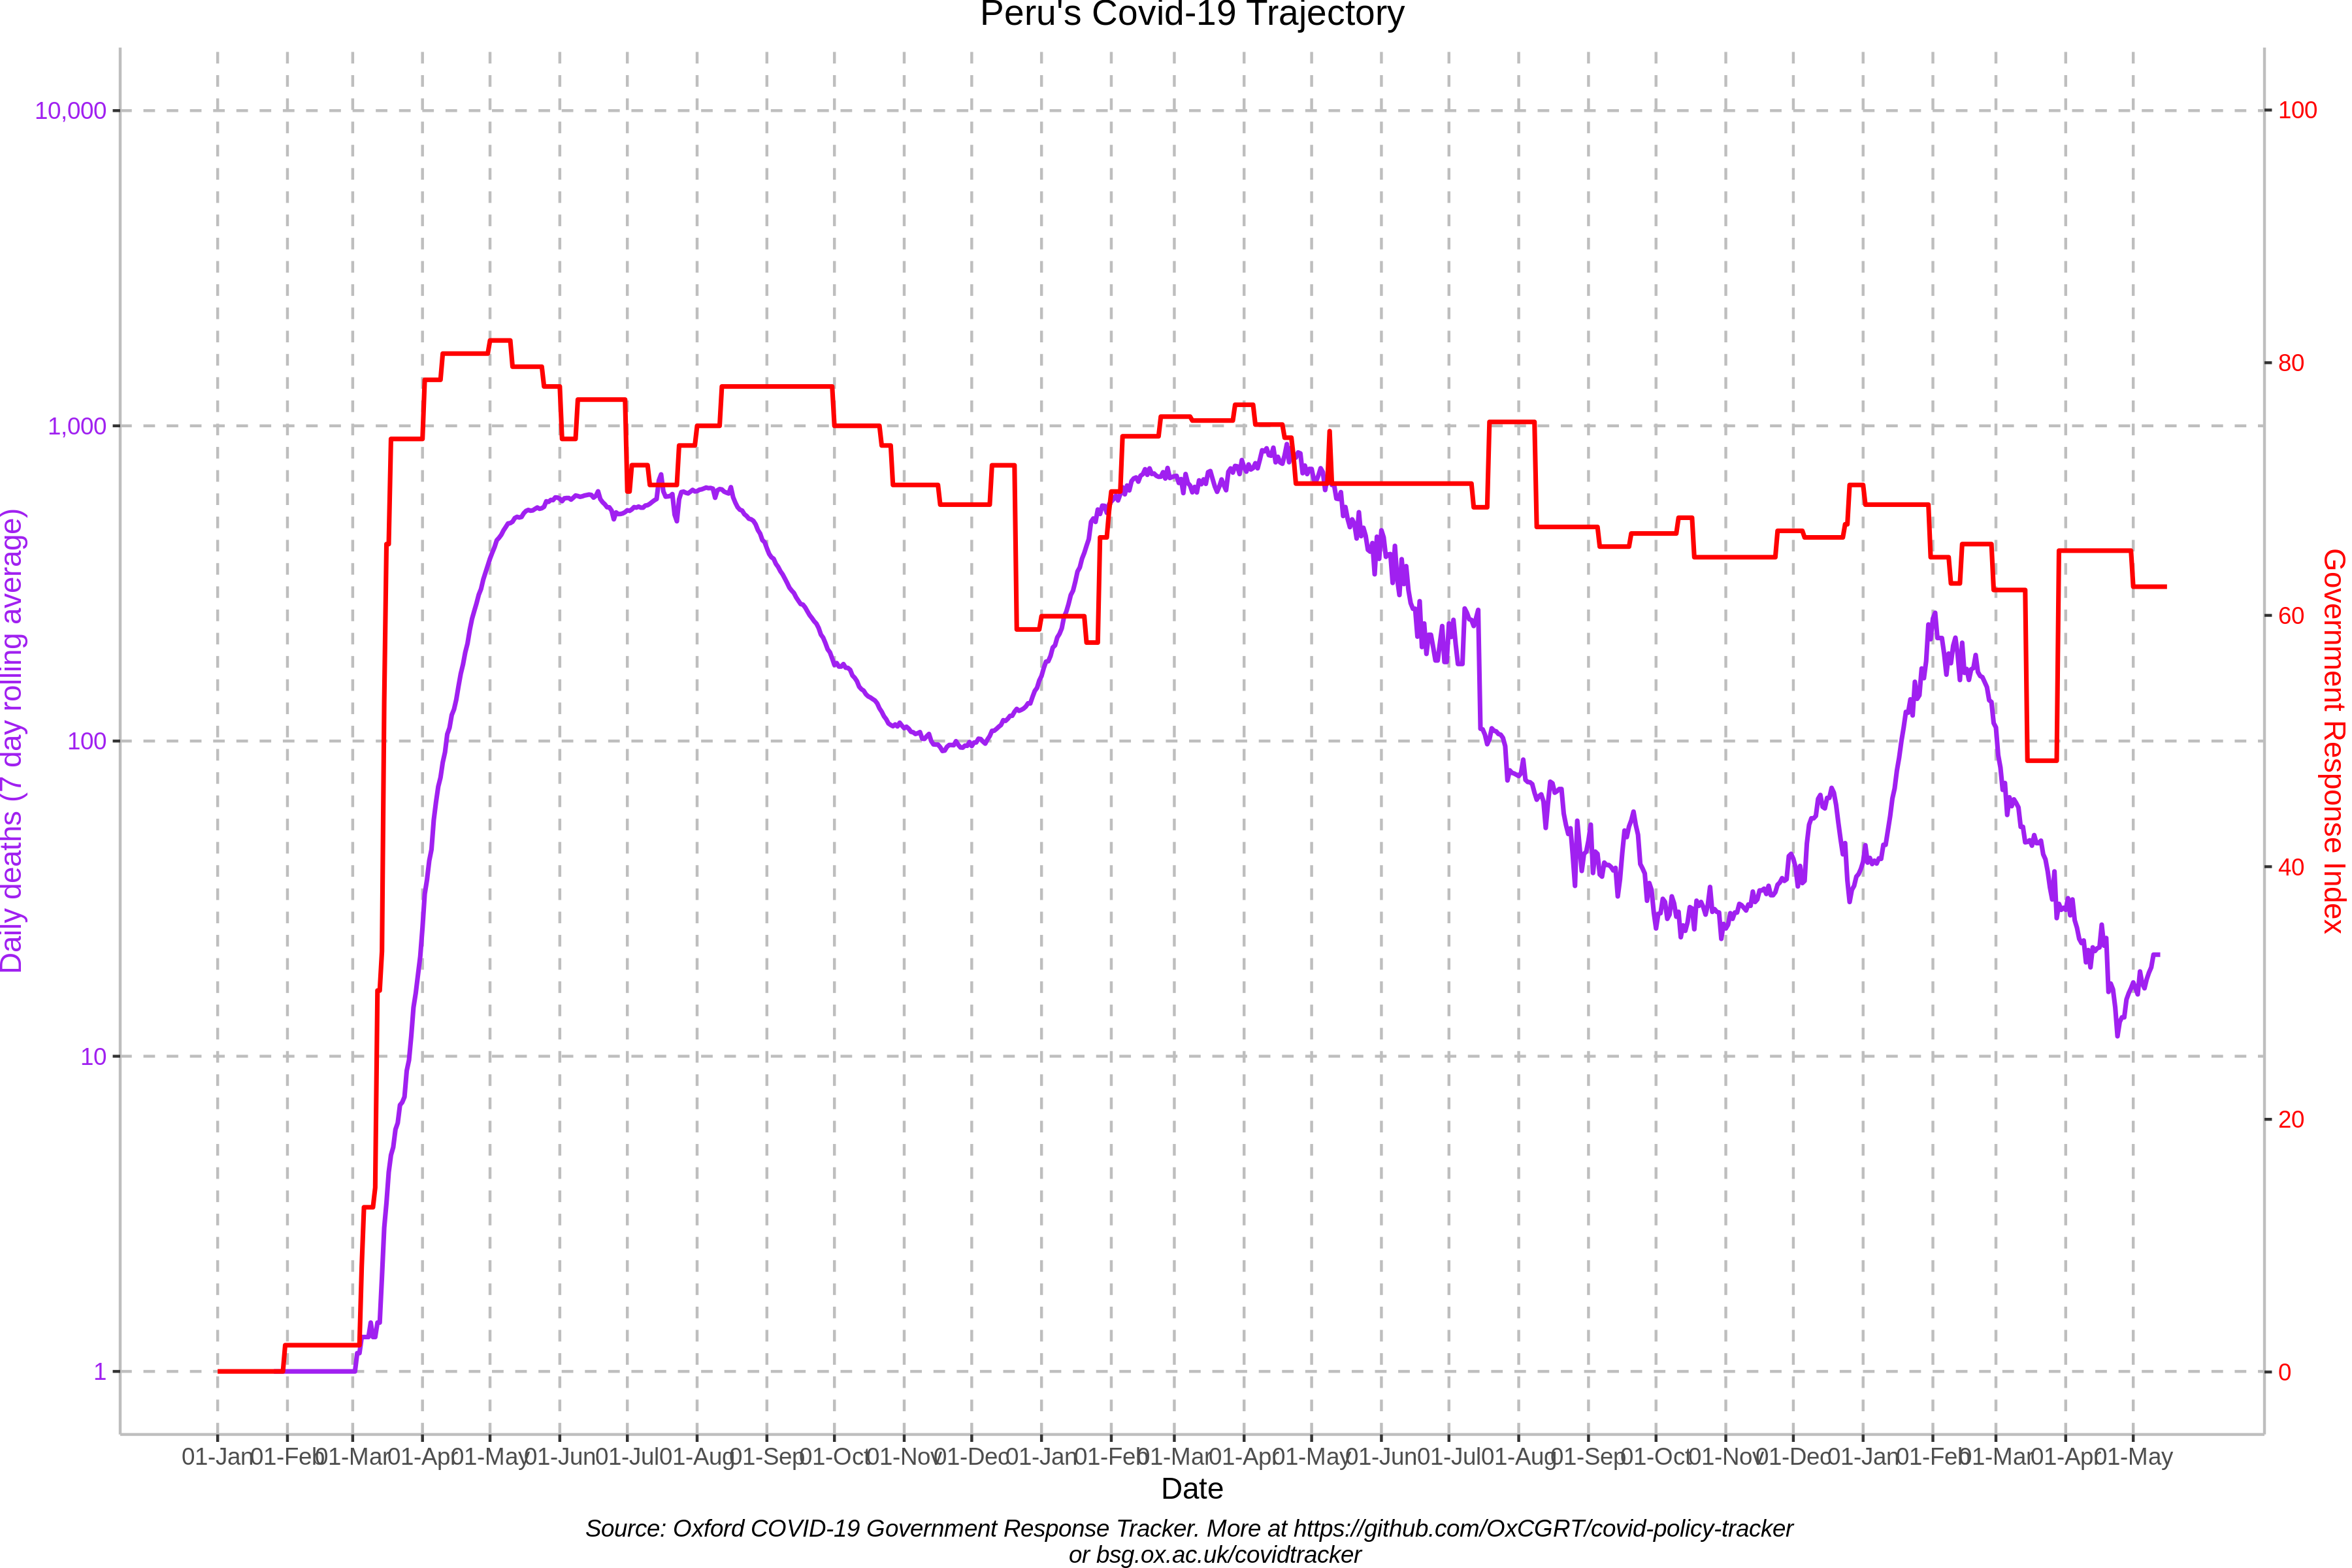 Peru's Covid-19 Trajectory
Daily deaths (7 day rolling average)
10,000
1,000
100
10
1
100
80
60
40
20
0
Government Response Index
01-Jan 01-Feb 01-Mar 01-Apr 01-May 01-Jun 01-Jul 01-Aug 01-Sep 01-Oct 01-Nov 01-Dec 01-Jan 01-Feb 01-Mar 01-Apr 01-May 01-Jun 01-Jul 01-Aug 01-Sep 01-Oct 01-Nov 01-Dec 01-Jan 01-Feb 01-Mar 01-Apr 01-May
Date
Source: Oxford COVID-19 Government Response Tracker. More at https://github.com/OxCGRT/covid-policy-tracker
or bsg.ox.ac.uk/covidtracker